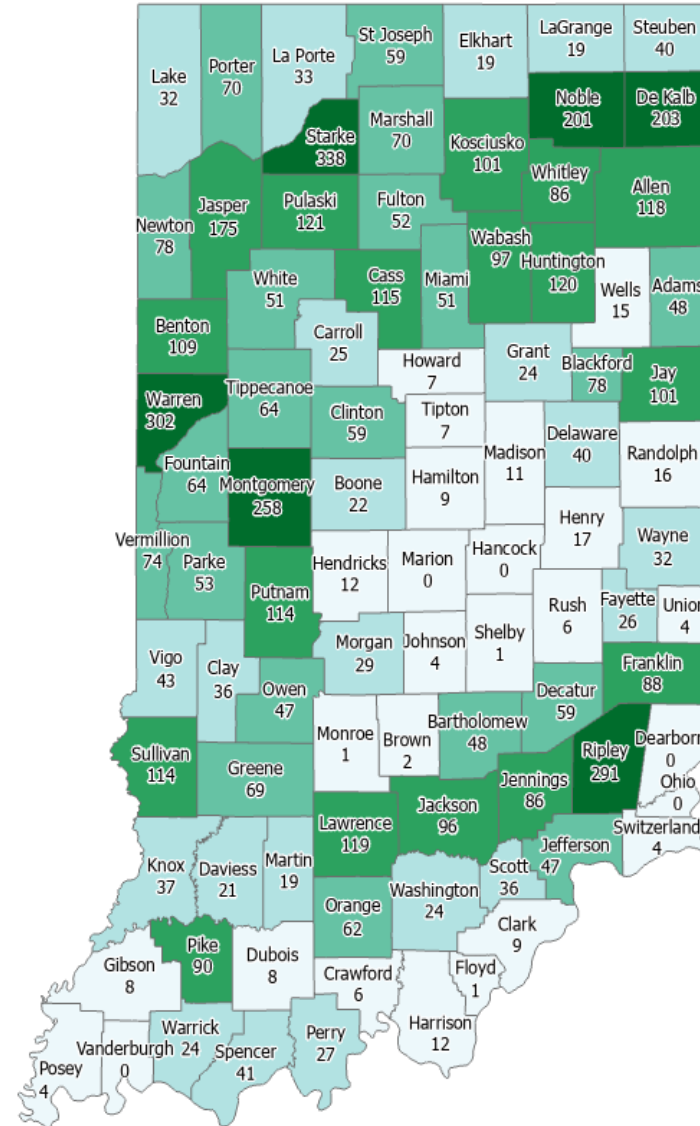 St Joseph
59
Elkhart
19
LaGrange
19
Steuben
40
Lake
32
Porter
70
La Porte
33
Noble
201
De Kalb
203
Starke
338
Marshall
70
Kosciusko
101
Whitley
86
Allen
118
Newton
78
Jasper
175
Pulaski
121
Fulton
52
Wabash
97
Huntington
120
White
51
Cass
115
Miami
51
Wells
15
Adams
48
Benton
109
Carroll
25
Howard
7
Grant
24
Blackford
78
Jay
101
Warren
302
Tippecanoe
64
Clinton
59
Tipton
7
Madison
11
Delaware
40
Randolph
16
Fountain
64
Montgomery
258
Boone
22
Hamilton
9
Henry
17
Wayne
32
Vermillion
74
Parke
53
Putnam
114
Hendricks
12
Marion
0
Hancock
0
Rush
6
Fayette
26
Union
4
Vigo
43
Clay
36
Owen
47
Morgan
29
Johnson
4
Shelby
1
Franklin
88
Decatur
59
Sullivan
114
Greene
69
Monroe
1
Brown
2
Bartholomew
48
Jennings
86
Ripley
291
Dearborn
0
Ohio
0
Lawrence
119
Jackson
96
Jefferson
47
Switzerland
4
Knox
37
Daviess
21
Martin
19
Orange
62
Washington
24
Scott
36
Clark
9
Gibson
8
Pike
90
Dubois
8
Crawford
6
Floyd
1
Harrison
12
Posey
4
Vanderburgh
0
Warrick
24
Spencer
41
Perry
27